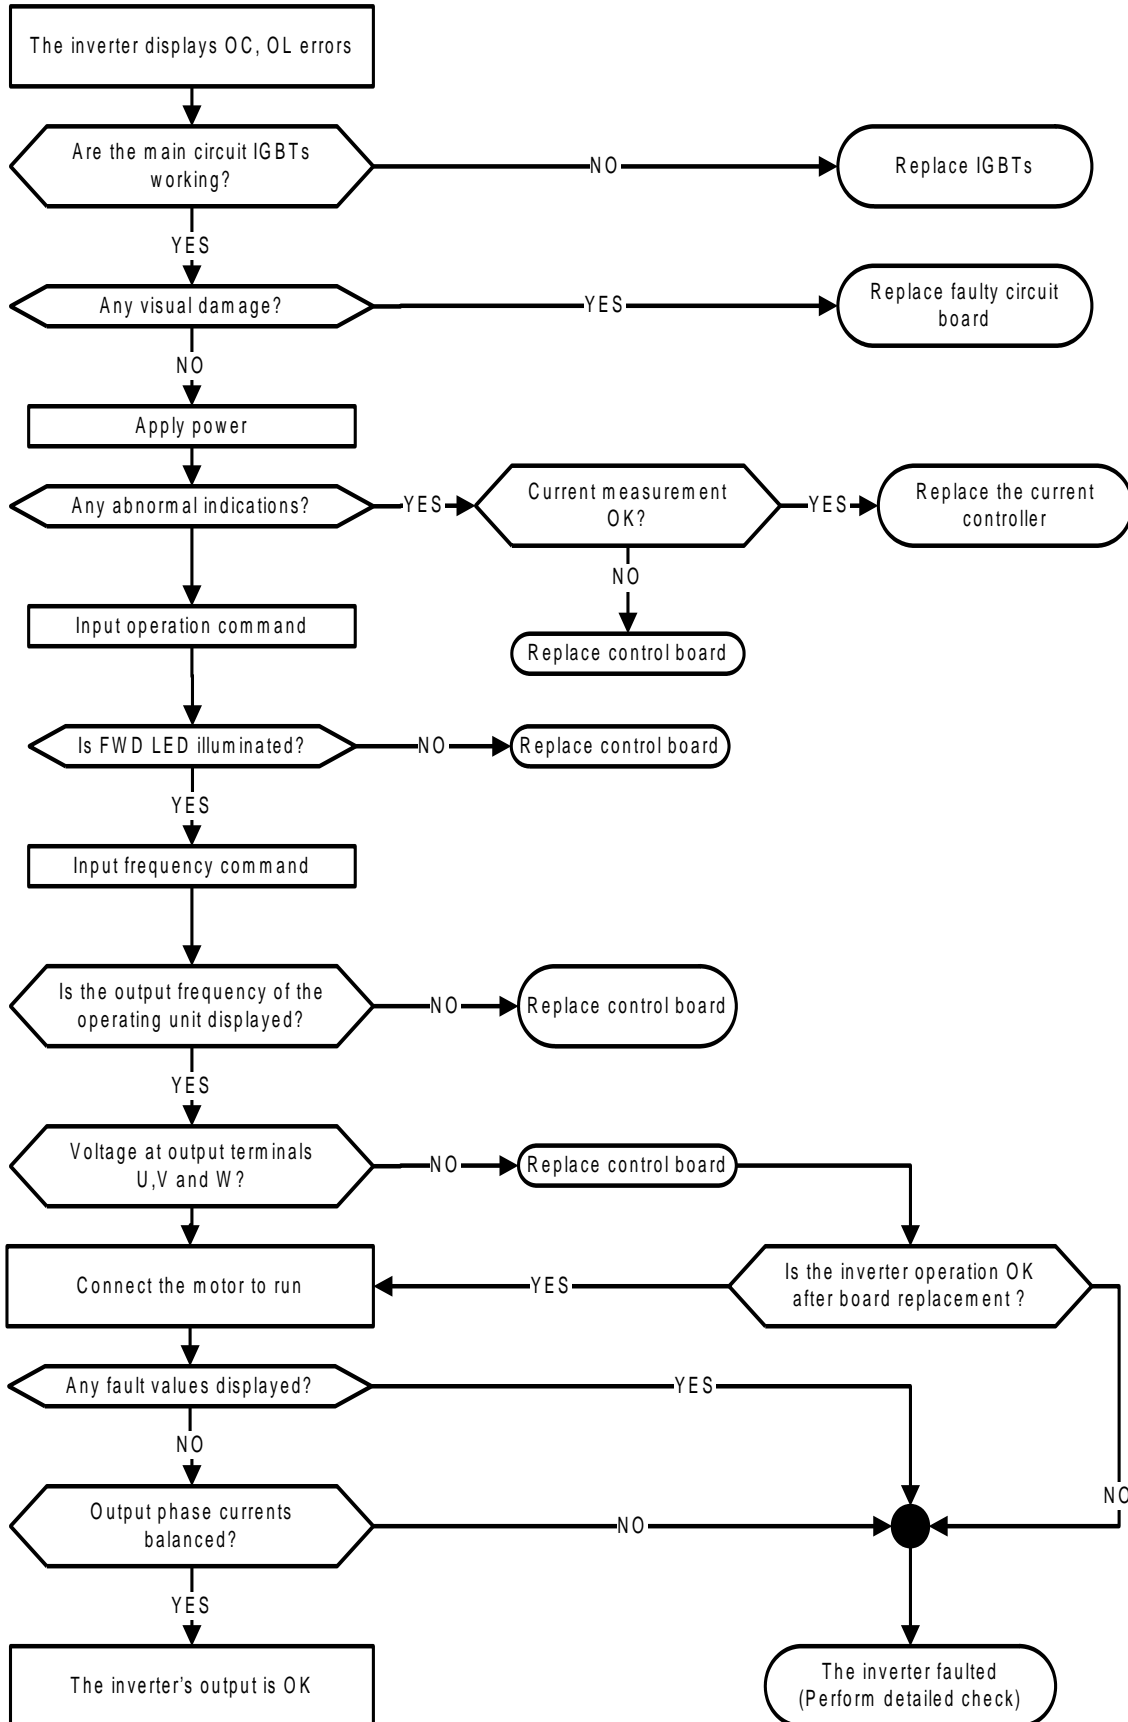 The inverter displays OC, OL errors
Are the main circuit IGBTs
working?
NO
Replace IGBTs
YES
Any visual damage?
YES
Replace faulty circuit
board
NO
Apply power
Any abnormal indications?
YES
Current measurement
OK?
YES
Replace the current
controller
NO
Input operation command
Replace control board
Is FWD LED illuminated?
NO
Replace control board
YES
Input frequency command
Is the output frequency of the
operating unit displayed?
NO
Replace control board
YES
Voltage at output terminals
U,V and W?
NO
Replace control board
Connect the motor to run
YES
Is the inverter operation OK
after board replacement ?
Any fault values displayed?
YES
NO
NO
Output phase currents
balanced?
NO
YES
The inverter's output is OK
The inverter faulted
(Perform detailed check)